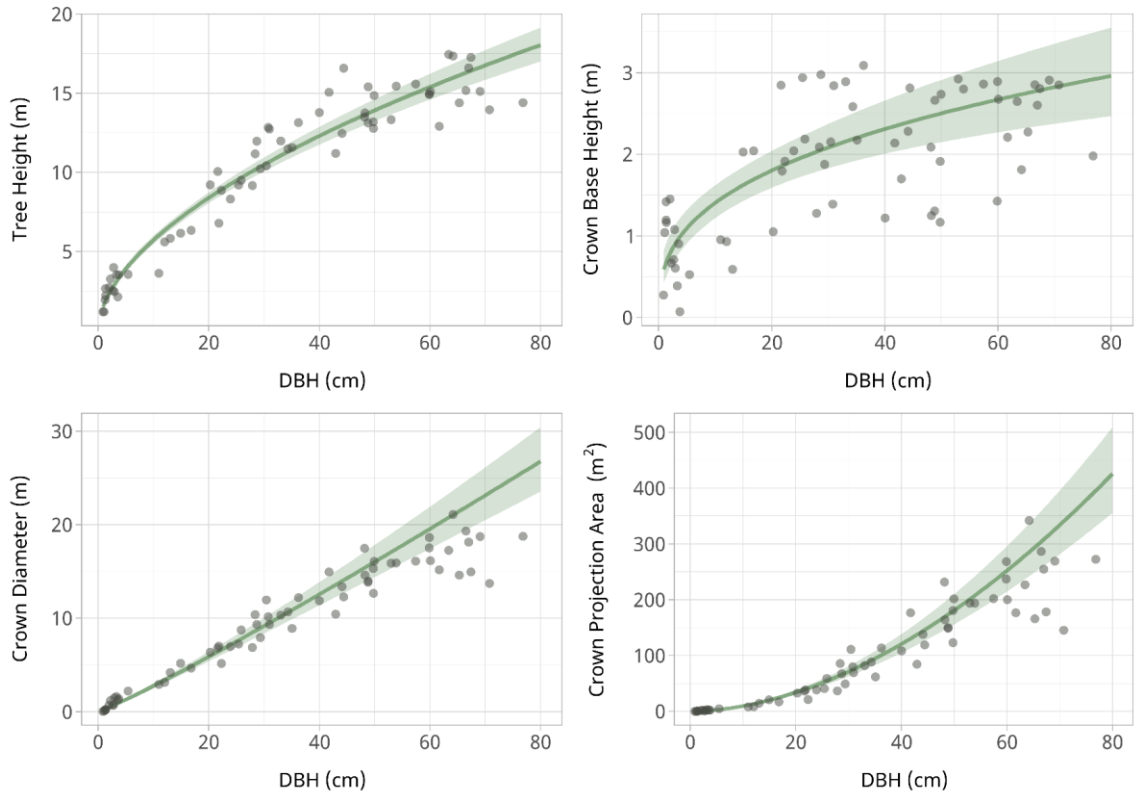 20
15
10
5
0 20 40 60 80
Tree Height (m)
DBH (cm)
3
2
1
0
0 20 40 60 80
Crown Base Height (m)
DBH (cm)
30
20
10
0
0 20 40 60 80
Crown Diameter (m)
DBH (cm)
500
400
300
200
100
0
0 20 40 60 80
Crown Projection Area (m²)
DBH (cm)